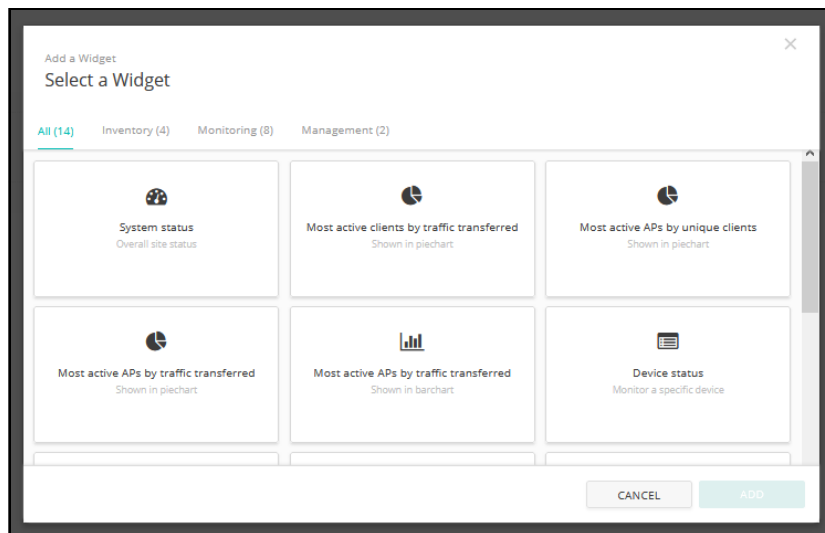 Add a Widget
Select a Widget
All (14)
Inventory (4)
Monitoring (8)
Management (2)
System status
Overall site status
Most active clients by traffic transferred
Shown in piechart
Most active APs by unique clients
Shown in piechart
Most active APs by traffic transferred
Shown in piechart
Most active APs by traffic transferred
Shown in barchart
Device status
Monitor a specific device
CANCEL
ADD